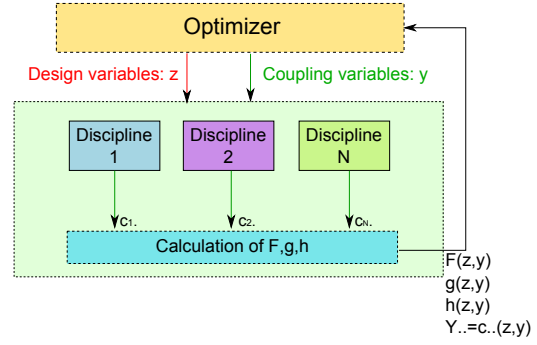 Optimizer
Design variables: z
Coupling variables: y
Discipline
1
Discipline
2
Discipline
N
c1.
c2.
cN.
Calculation of F,g,h
F(z,y)
g(z,y)
h(z,y)
Y..=c..(z,y)